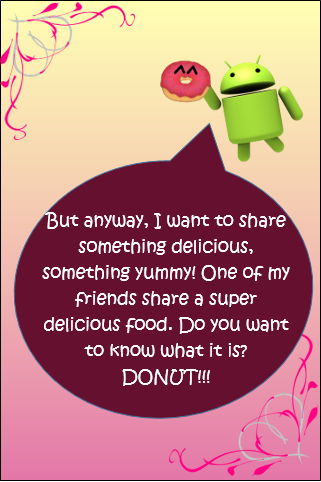 But anyway, I want to share
something delicious,
something yummy! One of my
friends share a super
delicious food. Do you want
to know what it is?
DONUT!!!